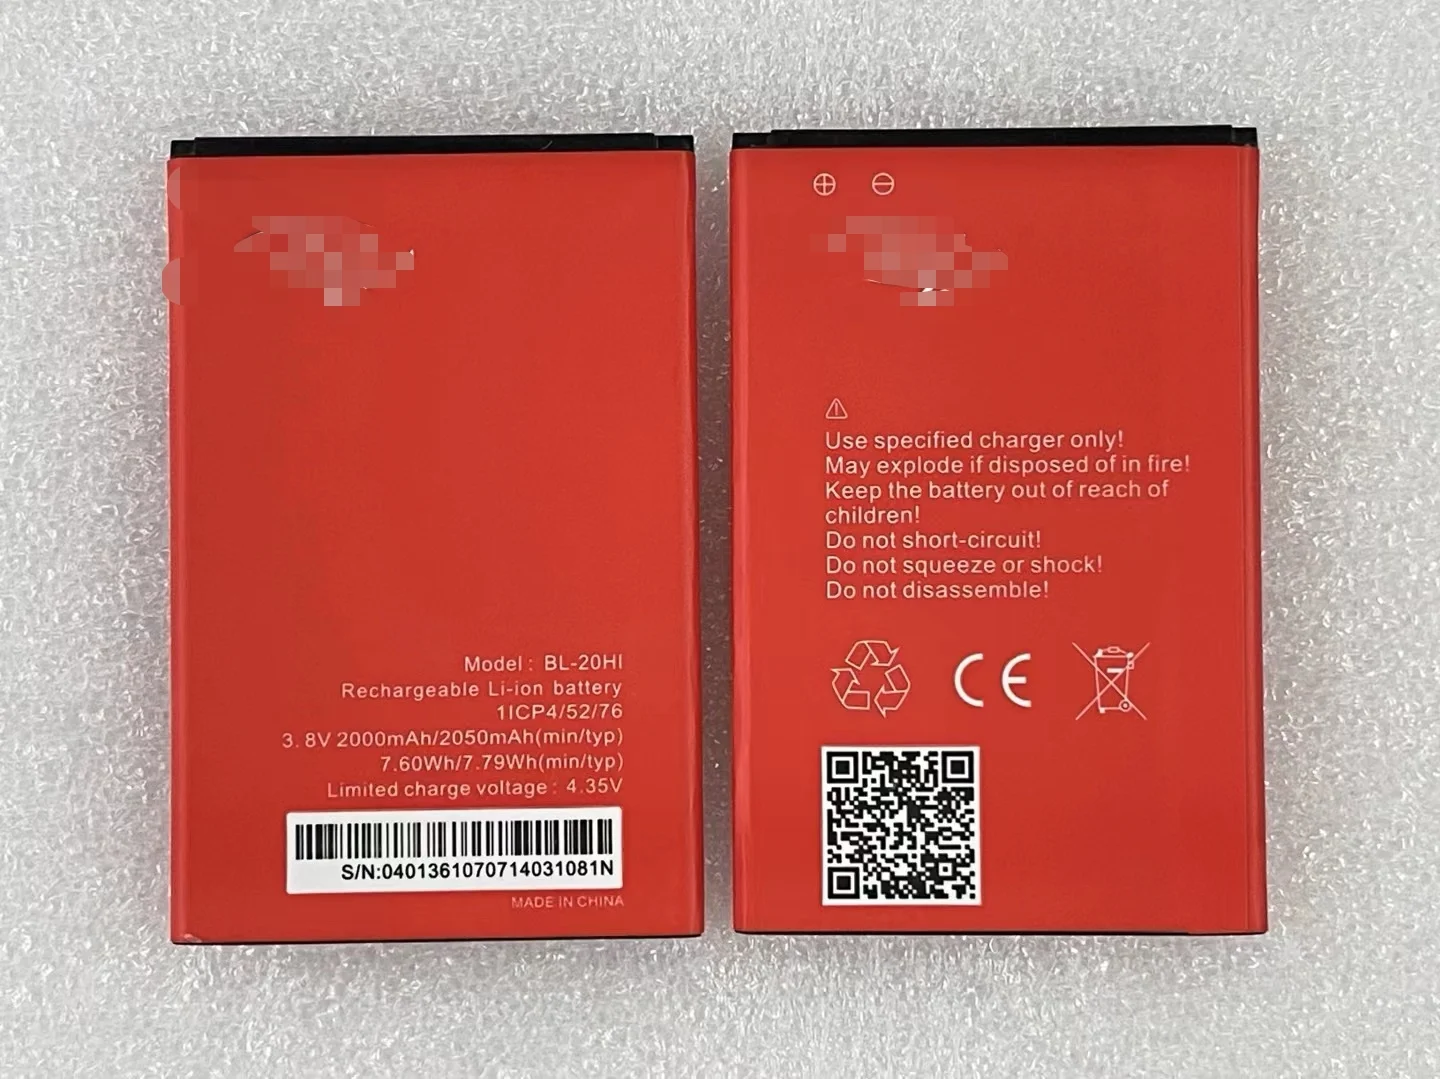 Model : BL-20HI
Rechargeable Li-ion battery
1ICP4/52/76
3. 8V 2000mAh/2050mAh(min/typ)
7.60Wh/7.79Wh(min/typ)
Limited charge voltage : 4.35V
S/N:0401361070714031081N
MADE IN CHINA
Use specified charger only!
May explode if disposed of in fire!
Keep the battery out of reach of
children!
Do not short-circuit!
Do not squeeze or shock!
Do not disassemble!
CE